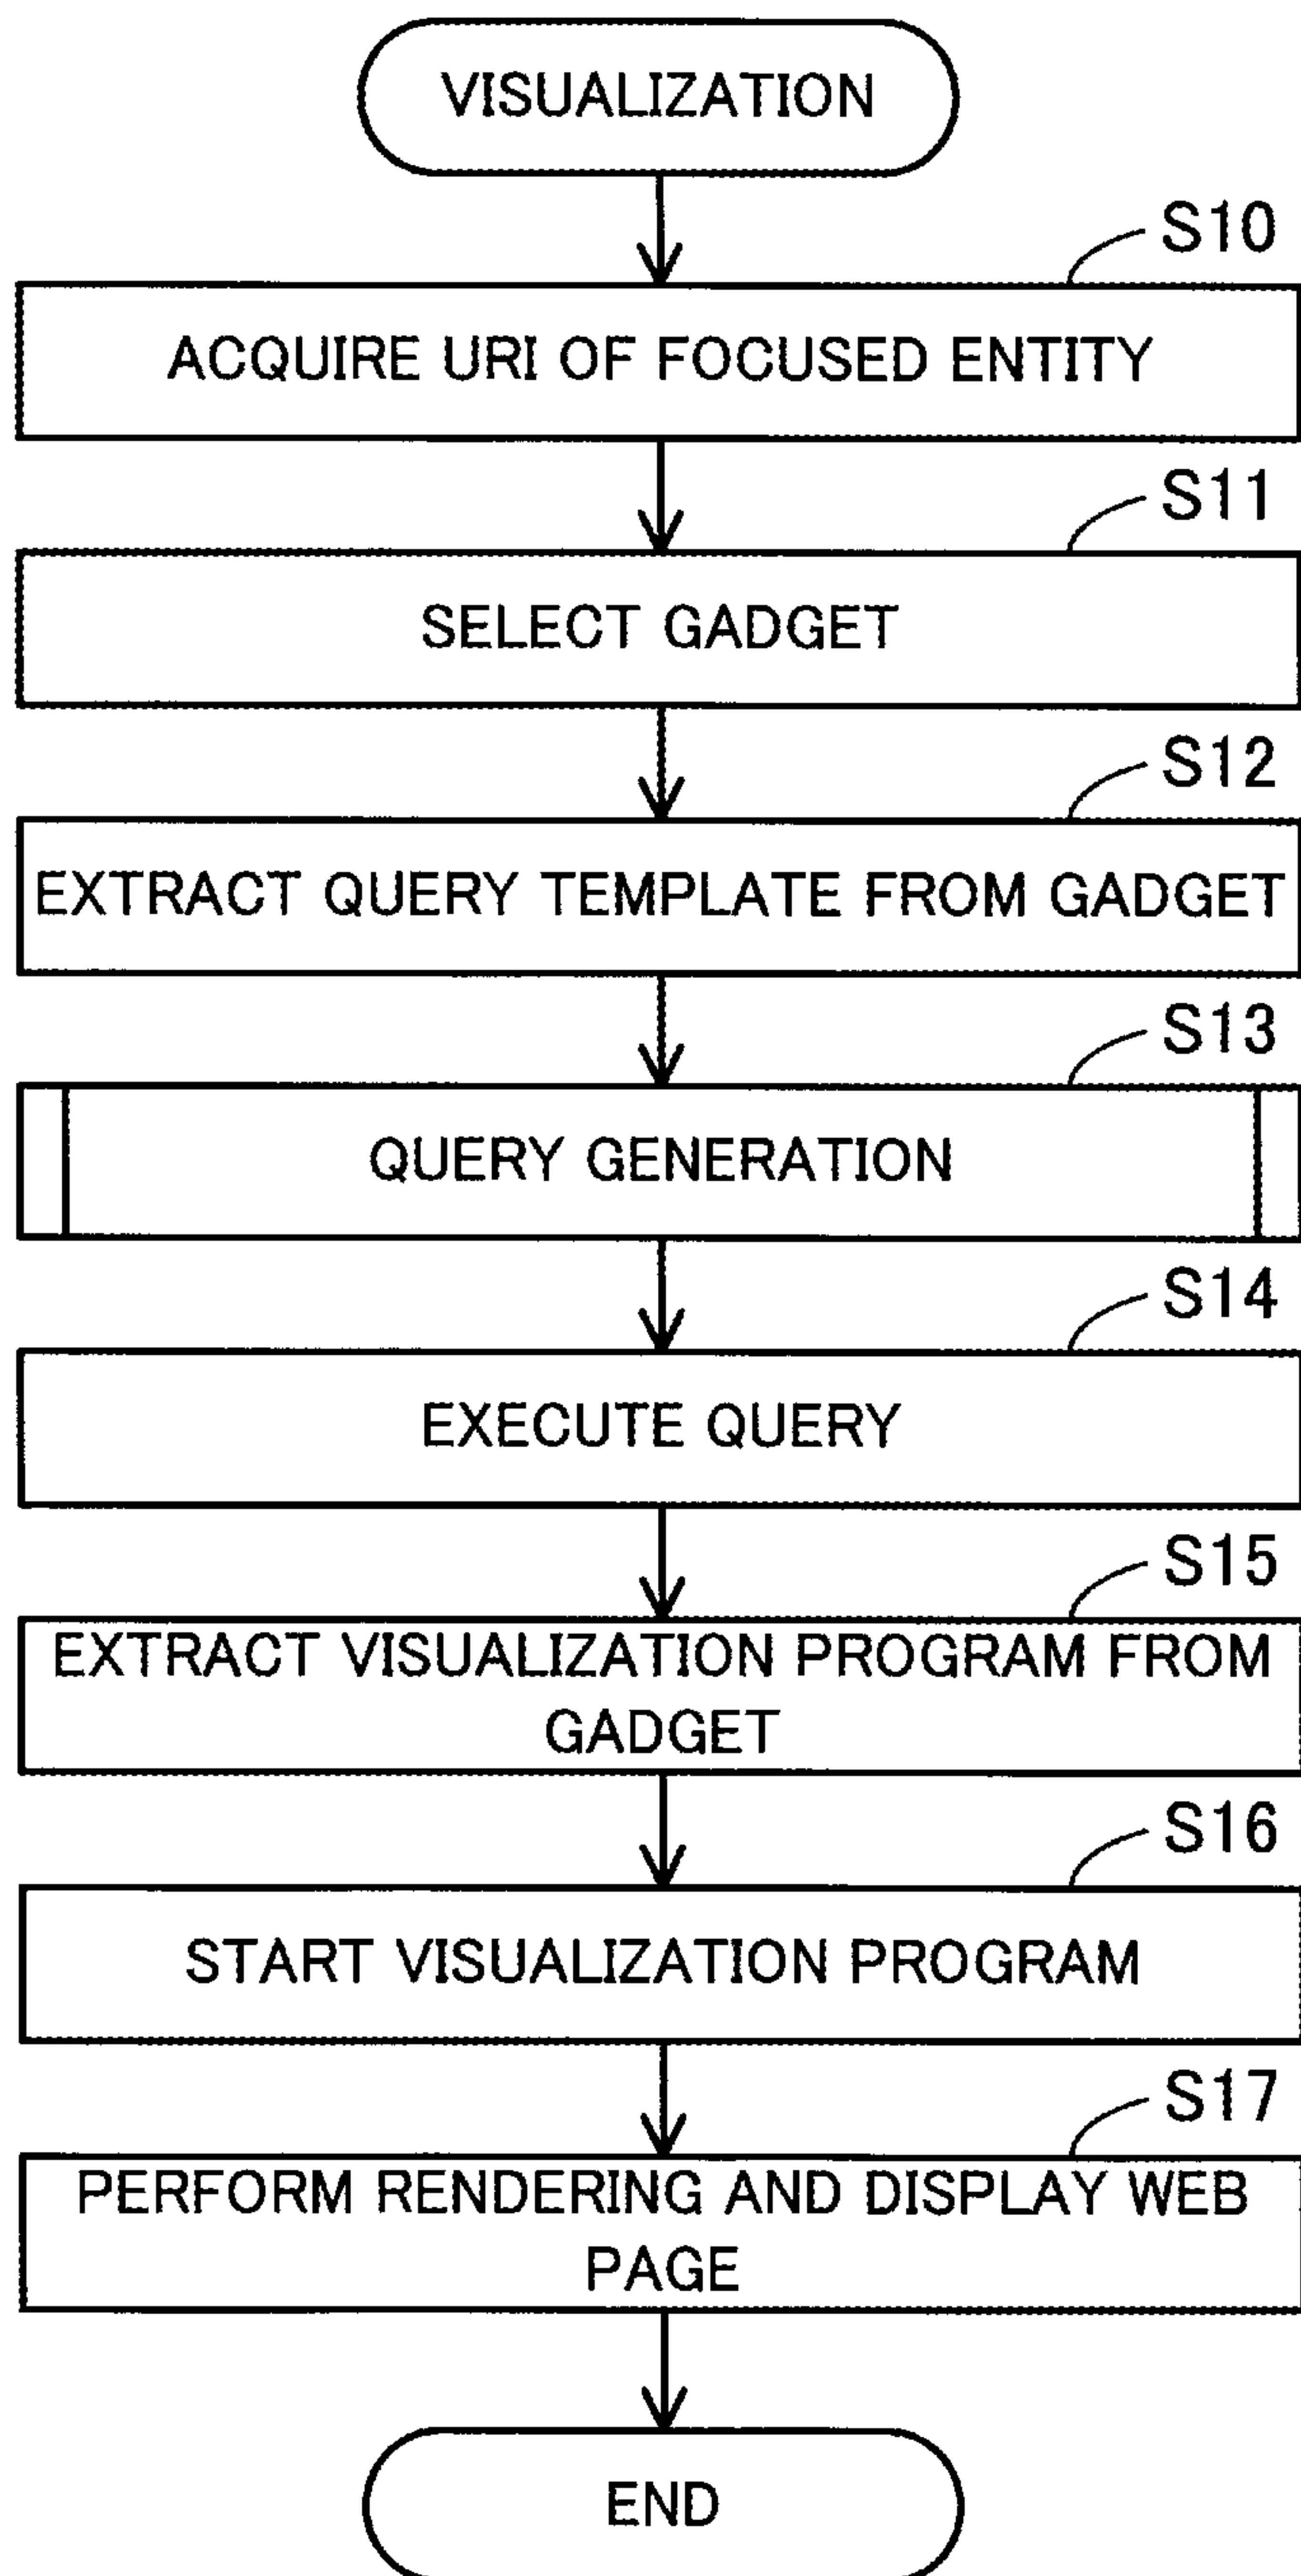 VISUALIZATION
S10
ACQUIRE URI OF FOCUSED ENTITY
S11
SELECT GADGET
S12
EXTRACT QUERY TEMPLATE FROM GADGET
S13
QUERY GENERATION
S14
EXECUTE QUERY
S15
EXTRACT VISUALIZATION PROGRAM FROM
GADGET
S16
START VISUALIZATION PROGRAM
S17
PERFORM RENDERING AND DISPLAY WEB
PAGE
END